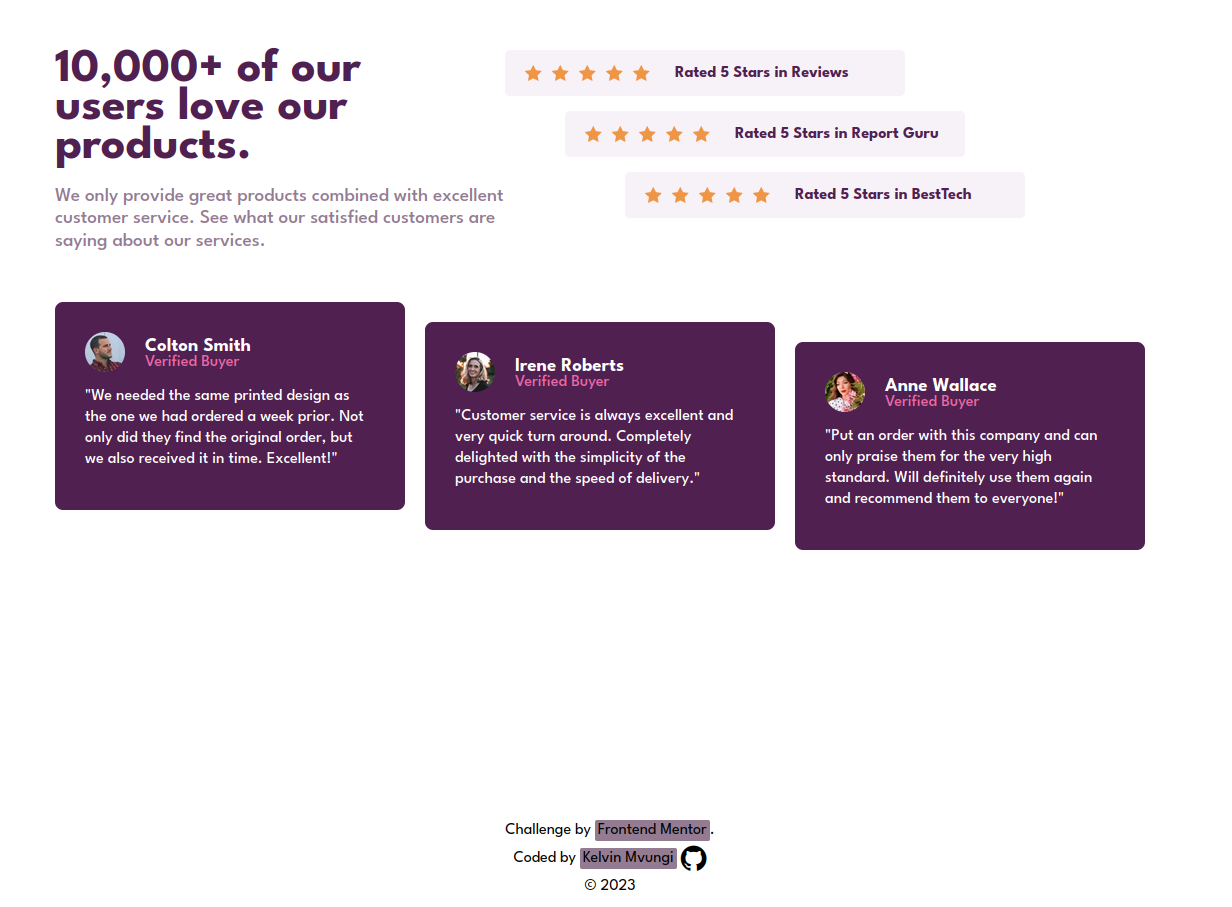 10,000+ of our
users love our
products.
We only provide great products combined with excellent
customer service. See what our satisfied customers are
saying about our services.
Rated 5 Stars in Reviews
Rated 5 Stars in Report Guru
Rated 5 Stars in BestTech
Colton Smith
Verified Buyer
"We needed the same printed design as
the one we had ordered a week prior. Not
only did they find the original order, but
we also received it in time. Excellent!"
Irene Roberts
Verified Buyer
"Customer service is always excellent and
very quick turn around. Completely
delighted with the simplicity of the
purchase and the speed of delivery."
Anne Wallace
Verified Buyer
"Put an order with this company and can
only praise them for the very high
standard. Will definitely use them again
and recommend them to everyone!"
Challenge by Frontend Mentor.
Coded by Kelvin Mvungi
© 2023